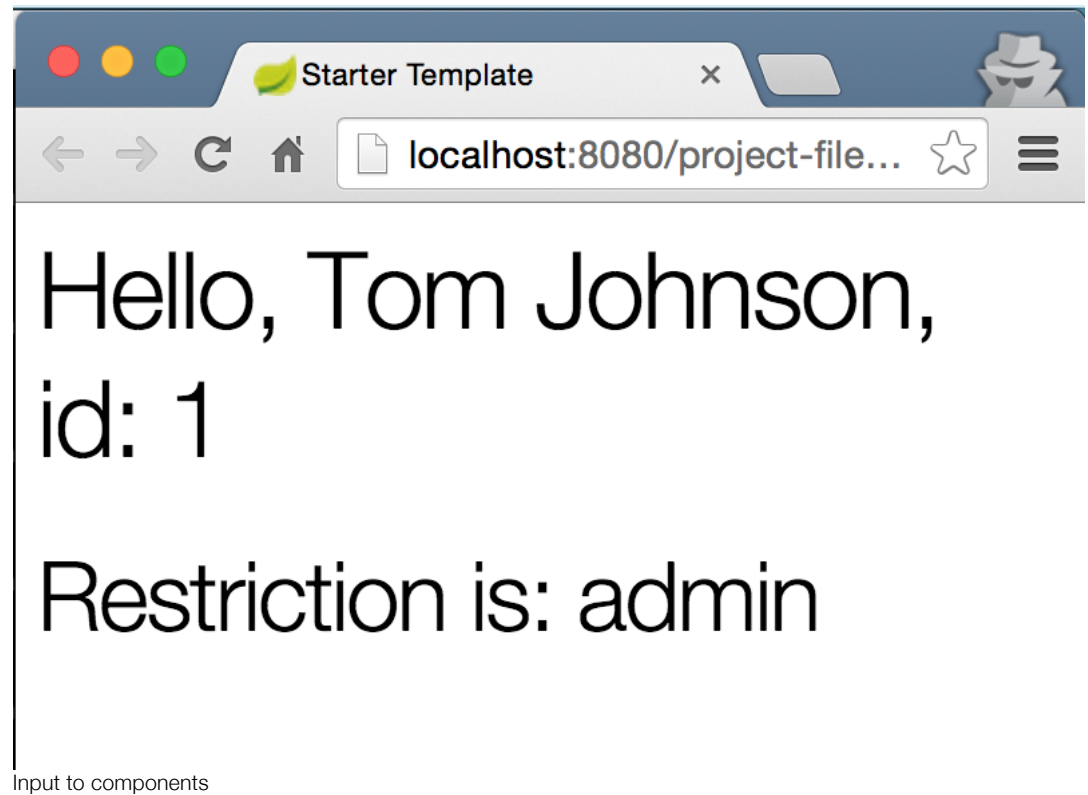 Starter Template
localhost:8080/project-file...
Hello, Tom Johnson,
id: 1
Restriction is: admin
Input to components